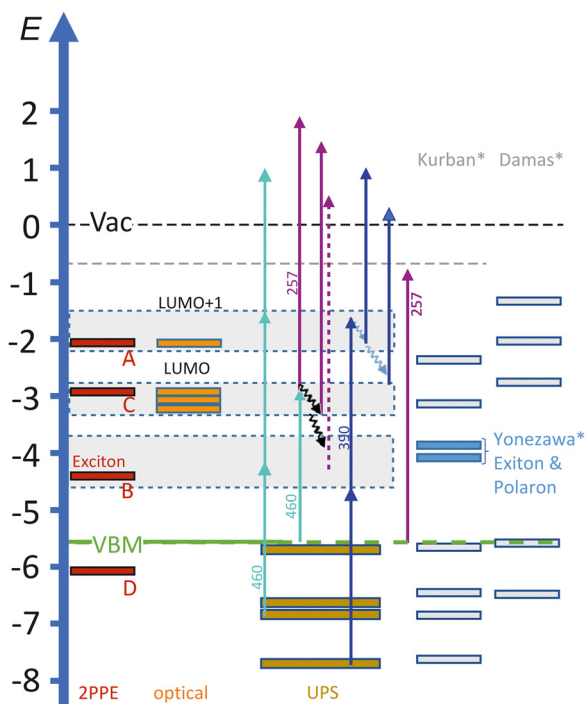 E
2
1
Kurban*
Damas*
0
Vac
-1
257
257
LUMO+1
-2
A
LUMO
-3
C
Yonezawa*
Exiton &
Polaron
-4
390
Exciton
B
-5
460
VBM
-6
D
460
-7
-8
2PPE
optical
UPS